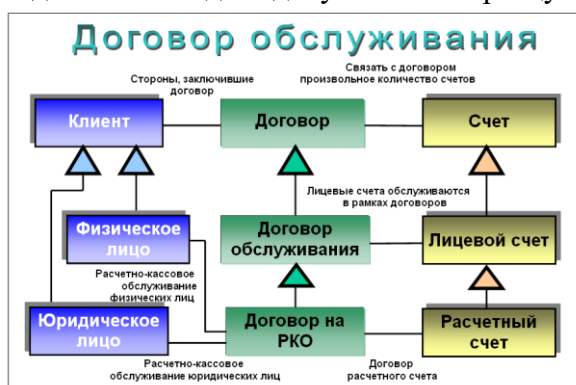 Договор обслуживания
Стороны, заключившие
договор
Связать с договором
произвольное количество счетов
Клиент
Договор
Счет
Лицевые счета обслуживаются
в рамках договоров
Физическое
лицо
Договор
обслуживания
Лицевой счет
Расчетно-кассовое
обслуживание
физических лиц
Юридическое
лицо
Договор на
РКО
Расчетный
счет
Расчетно-кассовое
обслуживание юридических лиц
Договор
расчетного счета